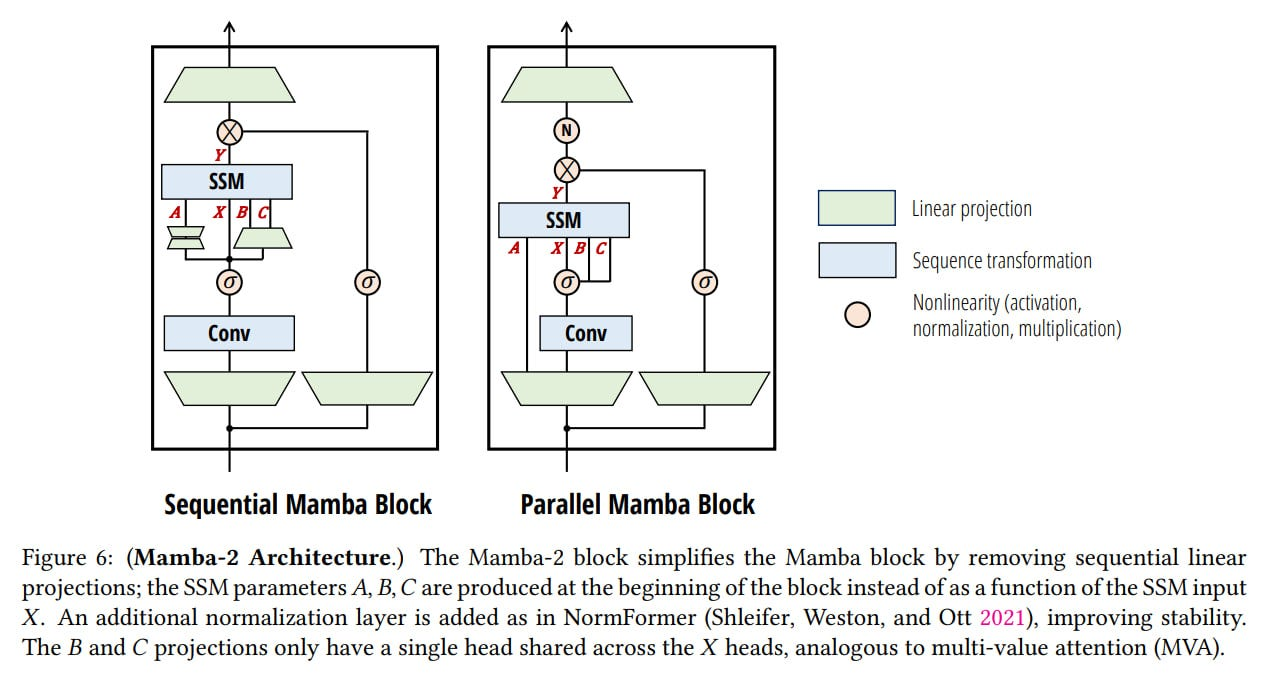 N
Y
Y
SSM
A X B C
SSM
A X B C
σ σ σ σ
Conv
Conv
Linear projection
Sequence transformation
Nonlinearity (activation,
normalization, multiplication)
Sequential Mamba Block
Parallel Mamba Block
Figure 6: (Mamba-2 Architecture.) The Mamba-2 block simplifies the Mamba block by removing sequential linear
projections; the SSM parameters A, B, C are produced at the beginning of the block instead of as a function of the SSM input
X. An additional normalization layer is added as in NormFormer (Shleifer, Weston, and Ott 2021), improving stability.
The B and C projections only have a single head shared across the X heads, analogous to multi-value attention (MVA).